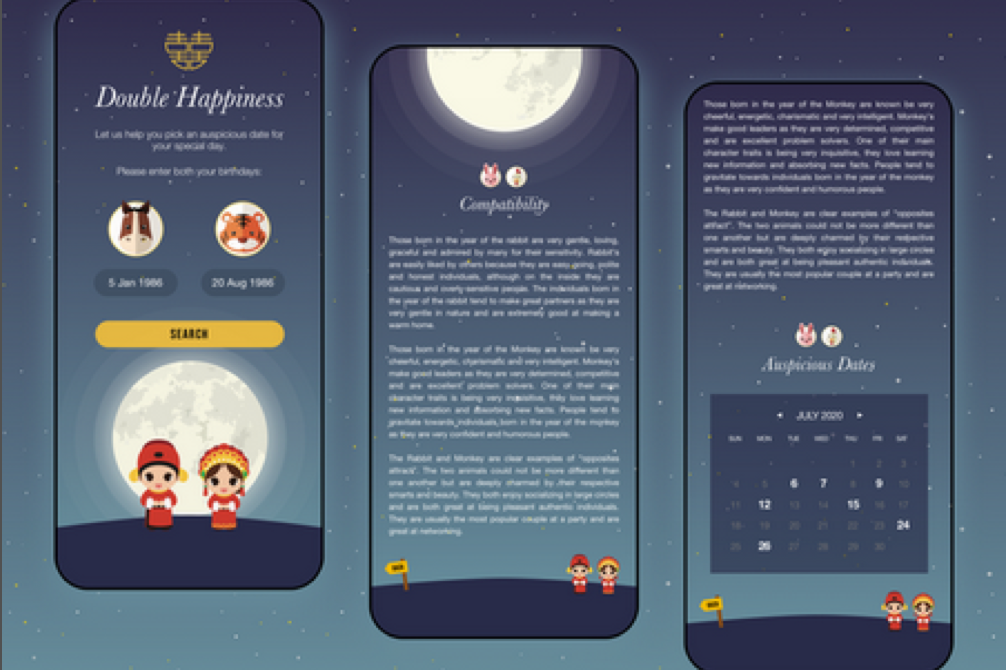 囍
Double Happiness
Let us help you pick an auspicious date for
your special day.
Please enter both your birthdays:
5 Jan 1986
20 Aug 1986
SEARCH
Compatibility
Those born in the year of the rabbit are very gentle, loving,
graceful and admired by many for their sensitivity. Rabbit's
are easily liked by others because they are easy-going, polite
and honest individuals, although on the inside they are
cautious and overly-sensitive people. The individuals born in
the year of the rabbit tend to make great partners as they are
very gentle in nature and are extremely good at making a
warm home.
Those born in the year of the Monkey are known be very
cheerful, energetic, charismatic and very intelligent. Monkey's
make good leaders as they are very determined, competitive
and are excellent problem solvers. One of their main
character traits is being very inquisitive, they love learning
new information and absorbing new facts. People tend to
gravitate towards individuals born in the year of the monkey
as they are very confident and humorous people.
The Rabbit and Monkey are clear examples of "opposites
attract". The two animals could not be more different than
one another but are deeply charmed by their respective
smarts and beauty. They both enjoy socializing in large circles
and are both great at being pleasant authentic individuals.
They are usually the most popular couple at a party and are
great at networking.
Those born in the year of the Monkey are known be very
cheerful, energetic, charismatic and very intelligent. Monkey's
make good leaders as they are very determined, competitive
and are excellent problem solvers. One of their main
character traits is being very inquisitive, they love learning
new information and absorbing new facts. People tend to
gravitate towards individuals born in the year of the monkey
as they are very confident and humorous people.
The Rabbit and Monkey are clear examples of "opposites
attract". The two animals could not be more different than
one another but are deeply charmed by their respective
smarts and beauty. They both enjoy socializing in large circles
and are both great at being pleasant authentic individuals.
They are usually the most popular couple at a party and are
great at networking.
Auspicious Dates
JULY 2020
SUN MON TUE WED THU FRI SAT
2 3
4 5 6 7 8 9 10
11 12 13 14 15 16 17
18 19 20 21 22 23 24
25 26 27 28 29 30